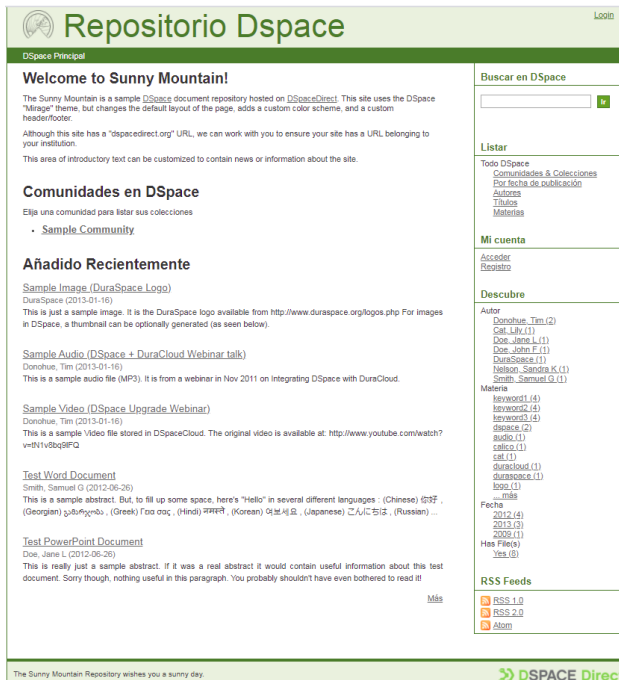 Repositorio Dspace
Login
DSpace Principal
Welcome to Sunny Mountain!
The Sunny Mountain is a sample DSpace document repository hosted on DSpaceDirect. This site uses the DSpace
"Mirage" theme, but changes the default layout of the page, adds a custom color scheme, and a custom
header/footer.
Although this site has a "dspacedirect.org" URL, we can work with you to ensure your site has a URL belonging to
your institution.
This area of introductory text can be customized to contain news or information about the site.
Comunidades en DSpace
Elija una comunidad para listar sus colecciones
• Sample Community
Añadido Recientemente
Sample Image (DuraSpace Logo)
DuraSpace (2013-01-16)
This is just a sample image. It is the DuraSpace logo available from http://www.duraspace.org/logos.php For images
in DSpace, a thumbnail can be optionally generated (as seen below).
Sample Audio (DSpace + DuraCloud Webinar talk)
Donohue, Tim (2013-01-16)
This is a sample audio file (MP3). It is from a webinar in Nov 2011 on Integrating DSpace with DuraCloud.
Sample Video (DSpace Upgrade Webinar)
Donohue, Tim (2013-01-16)
This is a sample Video file stored in DSpaceCloud. The original video is available at: http://www.youtube.com/watch?
v=tN1v8bq9IFQ
Test Word Document
Smith, Samuel G (2012-06-26)
This is a sample abstract. But, to fill up some space, here's "Hello" in several different languages : (Chinese) 你好 ,
(Georgian) გამარჯობა , (Greek) Γεια σας , (Hindi) नमस्ते , (Korean) 여보세요 , (Japanese) こんにちは , (Russian) ...
Test PowerPoint Document
Doe, Jane L (2012-06-26)
This is really just a sample abstract. If it was a real abstract it would contain useful information about this test
document. Sorry though, nothing useful in this paragraph. You probably shouldn't have even bothered to read it!
Más
Buscar en DSpace
Ir
Listar
Todo DSpace
Comunidades & Colecciones
Por fecha de publicación
Autores
Títulos
Materias
Mi cuenta
Acceder
Registro
Descubre
Autor
Donohue, Tim (2)
Cat, Lily (1)
Doe, Jane L (1)
Doe, John F (1)
DuraSpace (1)
Nelson, Sandra K (1)
Smith, Samuel G (1)
Materia
keyword1 (4)
keyword2 (4)
keyword3 (4)
dspace (2)
audio (1)
calico (1)
cat (1)
duracloud (1)
duraspace (1)
logo (1)
... más
Fecha
2012 (4)
2013 (3)
2009 (1)
Has File(s)
Yes (8)
RSS Feeds
RSS 1.0
RSS 2.0
Atom
The Sunny Mountain Repository wishes you a sunny day.
DSPACE Direc